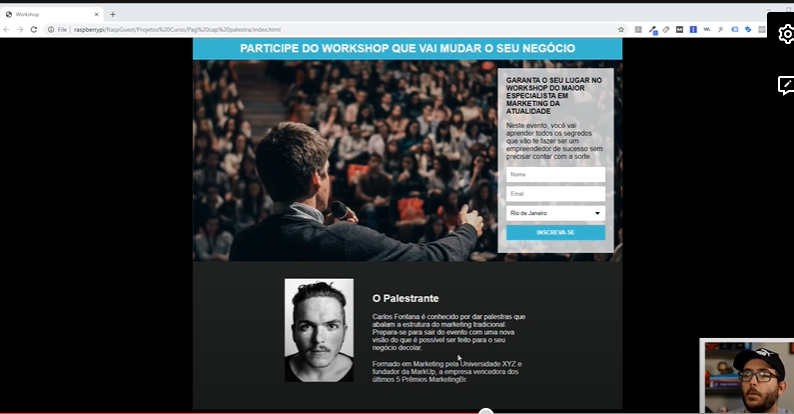 Workshop
File | raspberrypi/RaspGuest/Projetos%20Curso/Pag%20cap%20palestra/index.html
PARTICIPE DO WORKSHOP QUE VAI MUDAR O SEU NEGÓCIO
GARANTA O SEU LUGAR NO
WORKSHOP DO MAIOR
ESPECIALISTA EM
MARKETING DA
ATUALIDADE
Neste evento, você vai
aprender todos os segredos
que vão te fazer ser um
empreendedor de sucesso sem
precisar contar com a sorte.
Nome
Email
Rio de Janeiro
INSCREVA-SE
O Palestrante
Carlos Fontana é conhecido por dar palestras que
abalam a estrutura do marketing tradicional.
Prepara-se para sair do evento com uma nova
visão do que é possível ser feito para o seu
negócio decolar.
Formado em Marketing pela Universidade XYZ e
fundador da MarkUp, a empresa vencedora dos
últimos 5 Prêmios MarketingBr.